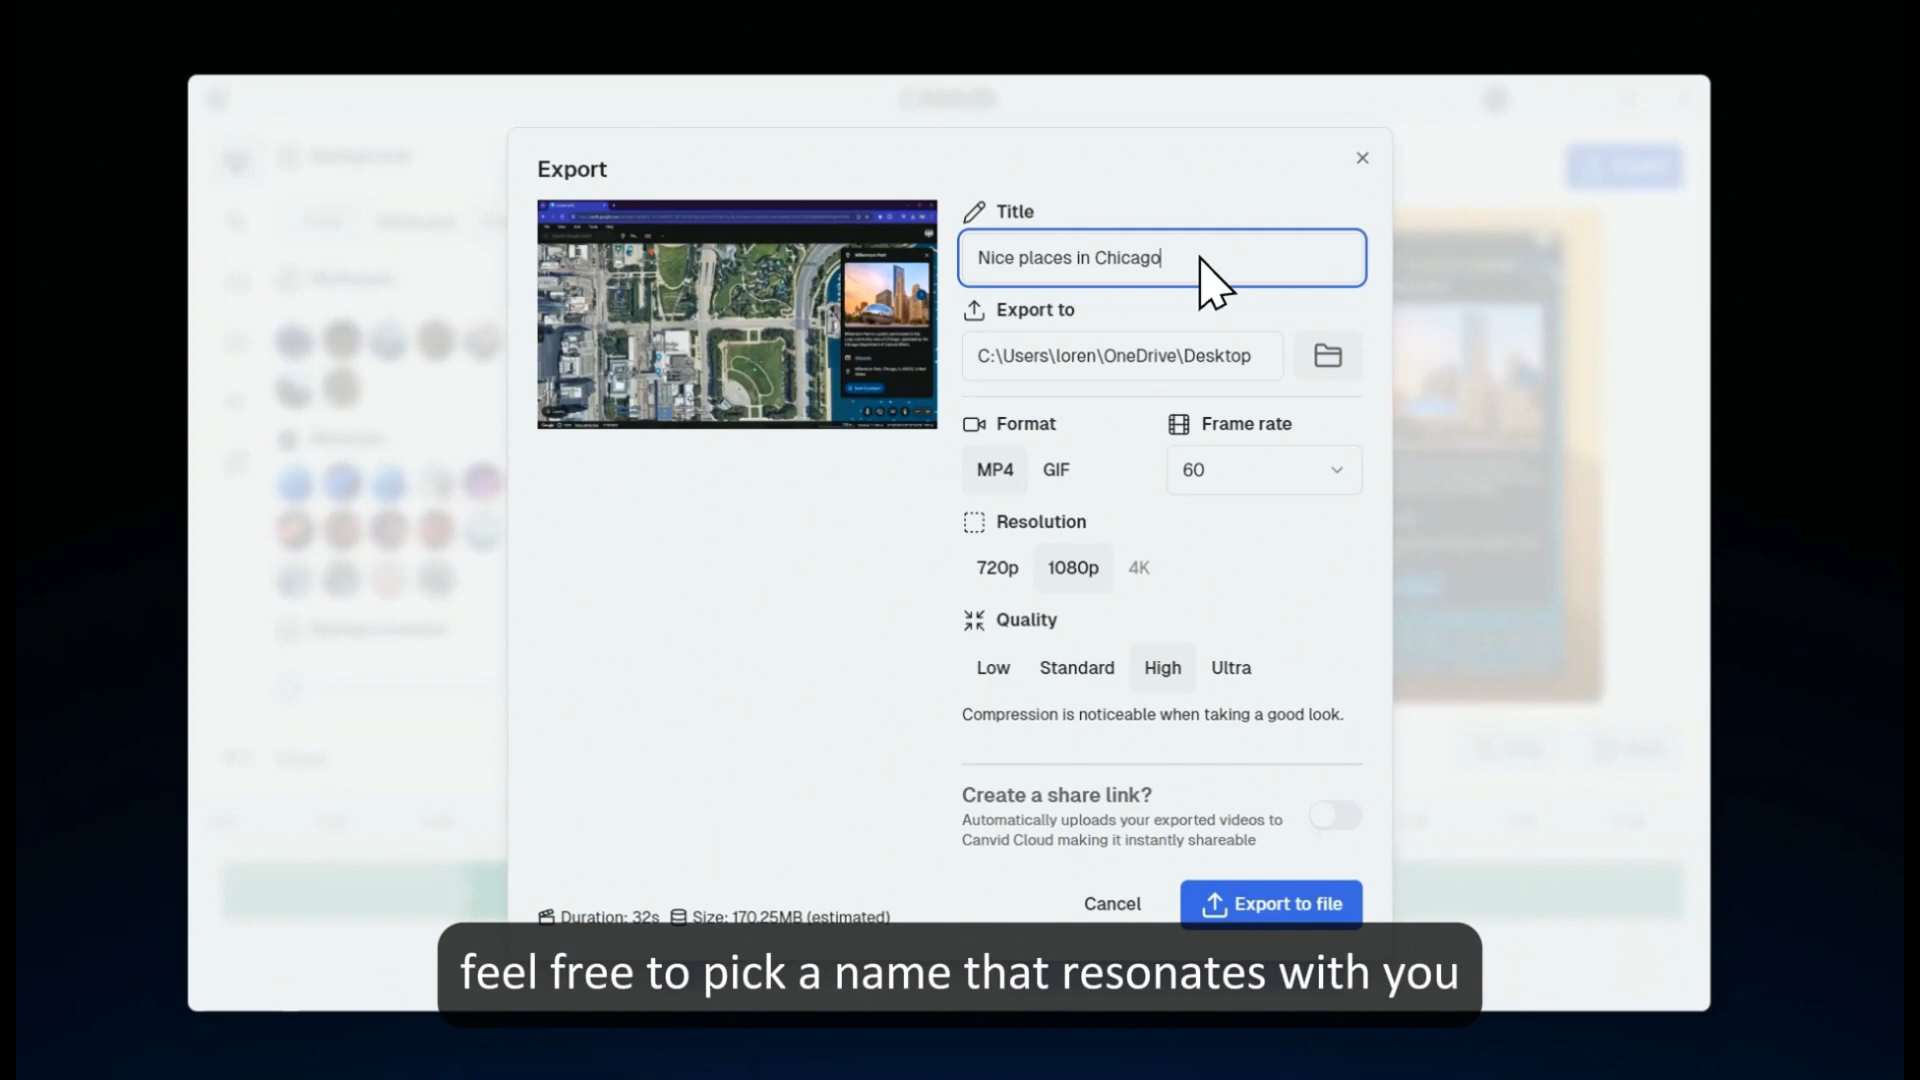 Export
Title
Nice places in Chicago
Export to
C:\Users\loren\OneDrive\Desktop
Format
Frame rate
MP4
GIF
60
Resolution
720p
1080p
4K
Quality
Low
Standard
High
Ultra
Compression is noticeable when taking a good look.
Create a share link?
Automatically uploads your exported videos to
Canvid Cloud making it instantly shareable
Cancel
Export to file
Duration: 32s
Size: 170.25MB (estimated)
feel free to pick a name that resonates with you